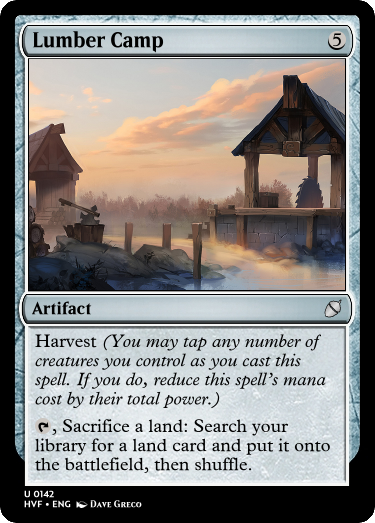 Lumber Camp 5
Artifact
Harvest (You may tap any number of
creatures you control as you cast this
spell. If you do, reduce this spell's mana
cost by their total power.)
, Sacrifice a land: Search your
library for a land card and put it onto
the battlefield, then shuffle.
U 0142
HVF • ENG Dave Greco